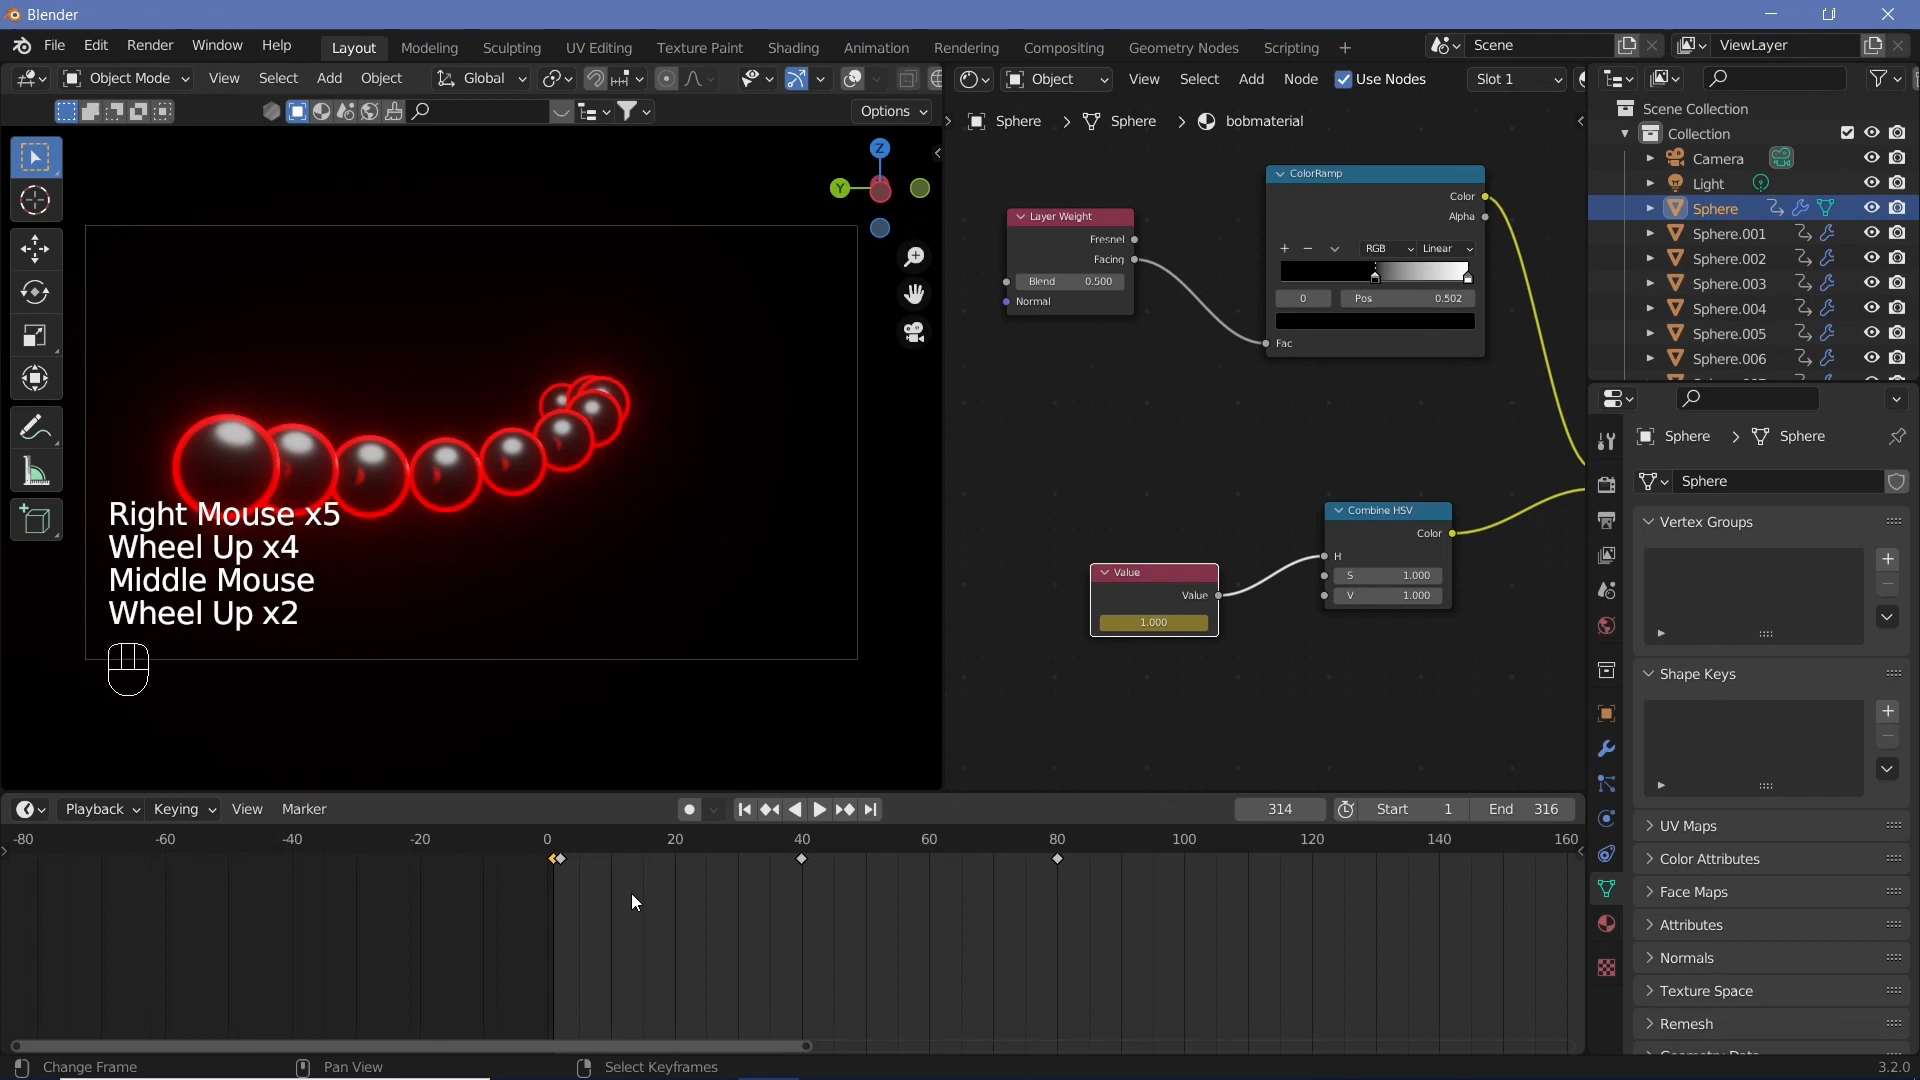 Blender
File Edit Render Window Help
Layout Modeling Sculpting UV Editing Texture Paint Shading Animation Rendering Compositing Geometry Nodes Scripting +
Scene
ViewLayer
Object Mode View Select Add Object Global
Object View Select Add Node Use Nodes Slot 1
Options
Sphere > Sphere > bobmaterial
Scene Collection
Collection
Camera
Light
Sphere
Sphere.001
Sphere.002
Sphere.003
Sphere.004
Sphere.005
Sphere.006
Z
Y
Layer Weight
Fresnel
Facing
Blend 0.500
Normal
ColorRamp
Color
Alpha
+ − RGB Linear
0 Pos 0.502
Fac
Combine HSV
Color
H
S 1.000
V 1.000
Value
Value
1.000
Right Mouse x5
Wheel Up x4
Middle Mouse
Wheel Up x2
Sphere > Sphere
Sphere
Vertex Groups
Shape Keys
UV Maps
Color Attributes
Face Maps
Attributes
Normals
Texture Space
Remesh
Playback Keying View Marker
314 Start 1 End 316
-80 -60 -40 -20 0 20 40 60 80 100 120 140 160
Change Frame Pan View Select Keyframes 3.2.0